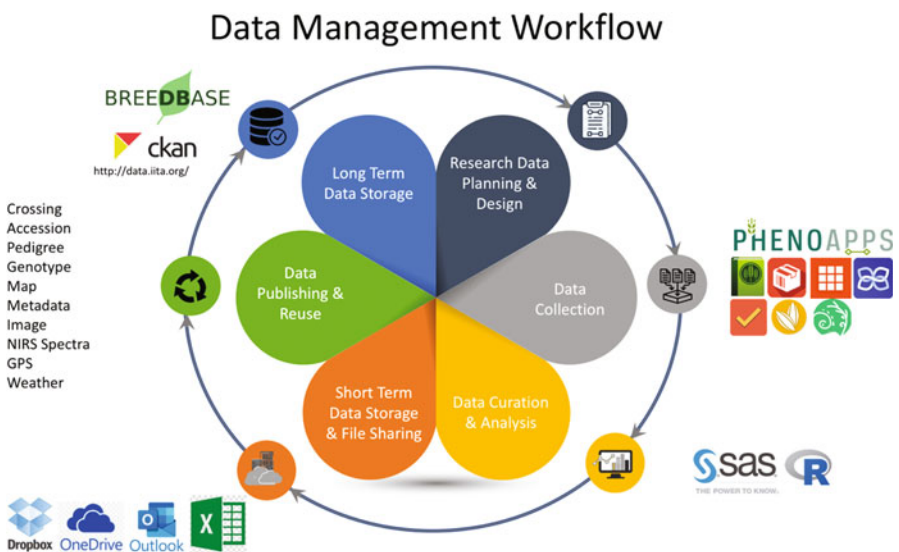 Data Management Workflow
BREEDBASE
ckan
http://data.iita.org/
Long Term
Data Storage
Research Data
Planning &
Design
Crossing
Accession
Pedigree
Genotype
Map
Metadata
Image
NIRS Spectra
GPS
Weather
Data
Publishing &
Reuse
Data
Collection
PHENOAPPS
Short Term
Data Storage
& File Sharing
Data Curation
& Analysis
sas
THE POWER TO KNOW.
R
Dropbox
OneDrive
Outlook
O
X